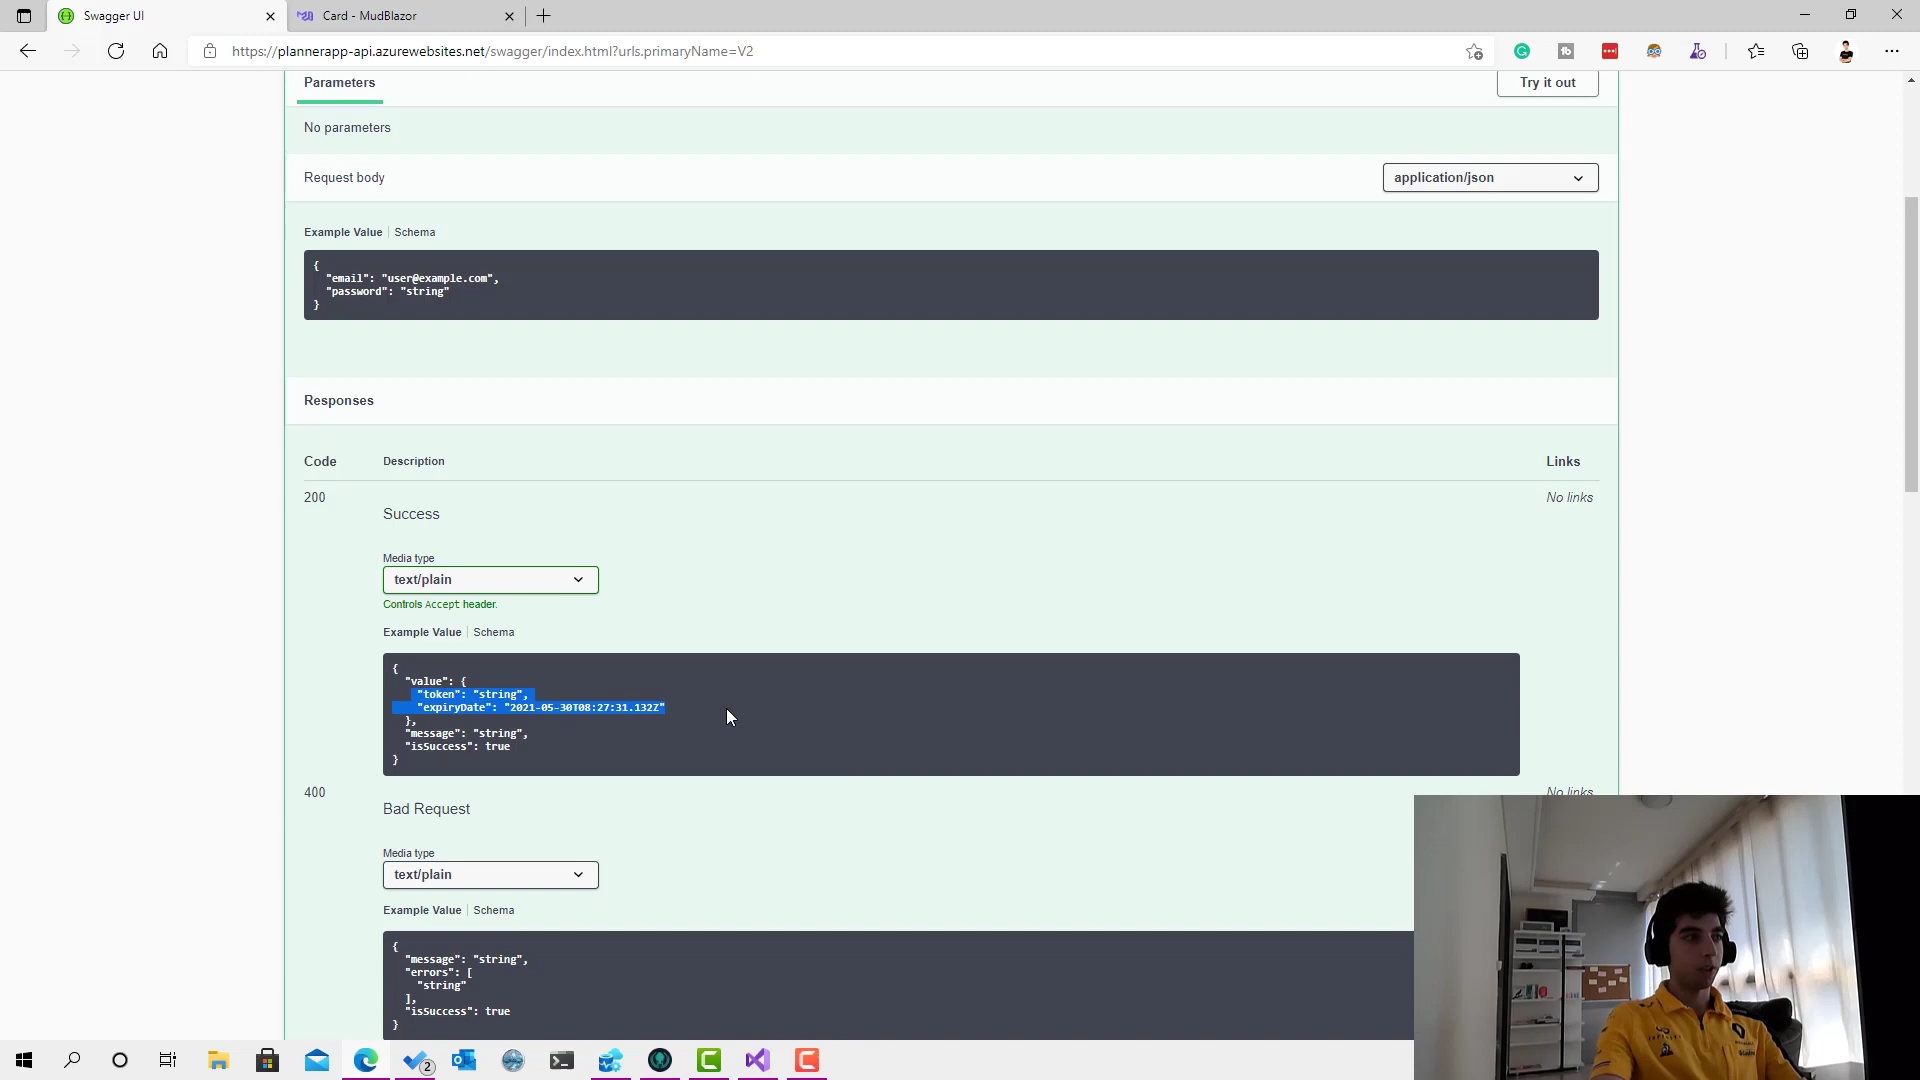 Swagger UI
Card - MudBlazor
https://plannerapp-api.azurewebsites.net/swagger/index.html?urls.primaryName=V2
Parameters
Try it out
No parameters
Request body
application/json
Example Value
Schema
{
"email": "user@example.com",
"password": "string"
}
Responses
Code
Description
Links
200
No links
Success
Media type
text/plain
Controls Accept header.
Example Value
Schema
{
"value": {
"token": "string",
"expiryDate": "2021-05-30T08:27:31.132Z"
},
"message": "string",
"isSuccess": true
}
400
No links
Bad Request
Media type
text/plain
Example Value
Schema
{
"message": "string",
"errors": [
"string"
],
"isSuccess": true
}
2